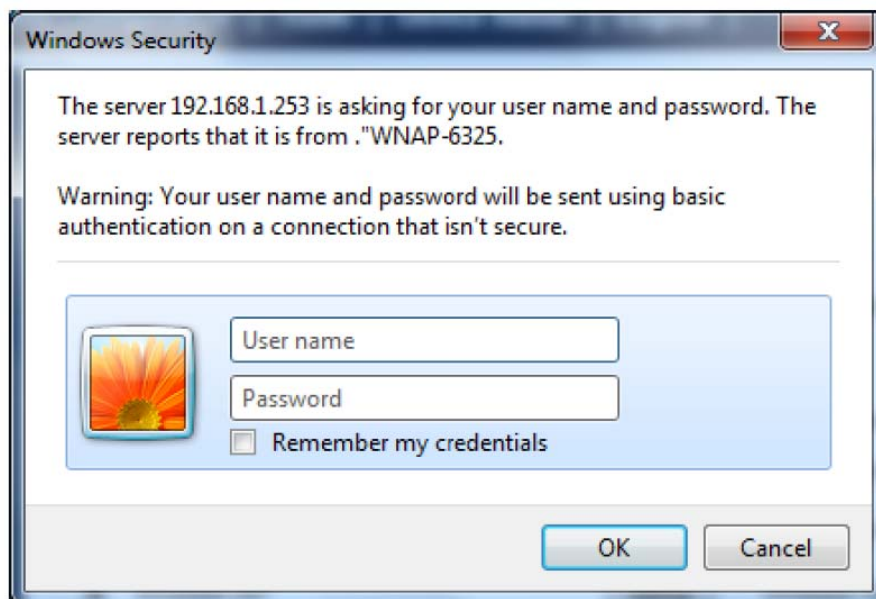 Windows Security
The server 192.168.1.253 is asking for your user name and password. The
server reports that it is from ."WNAP-6325.
Warning: Your user name and password will be sent using basic
authentication on a connection that isn't secure.
User name
Password
Remember my credentials
OK
Cancel